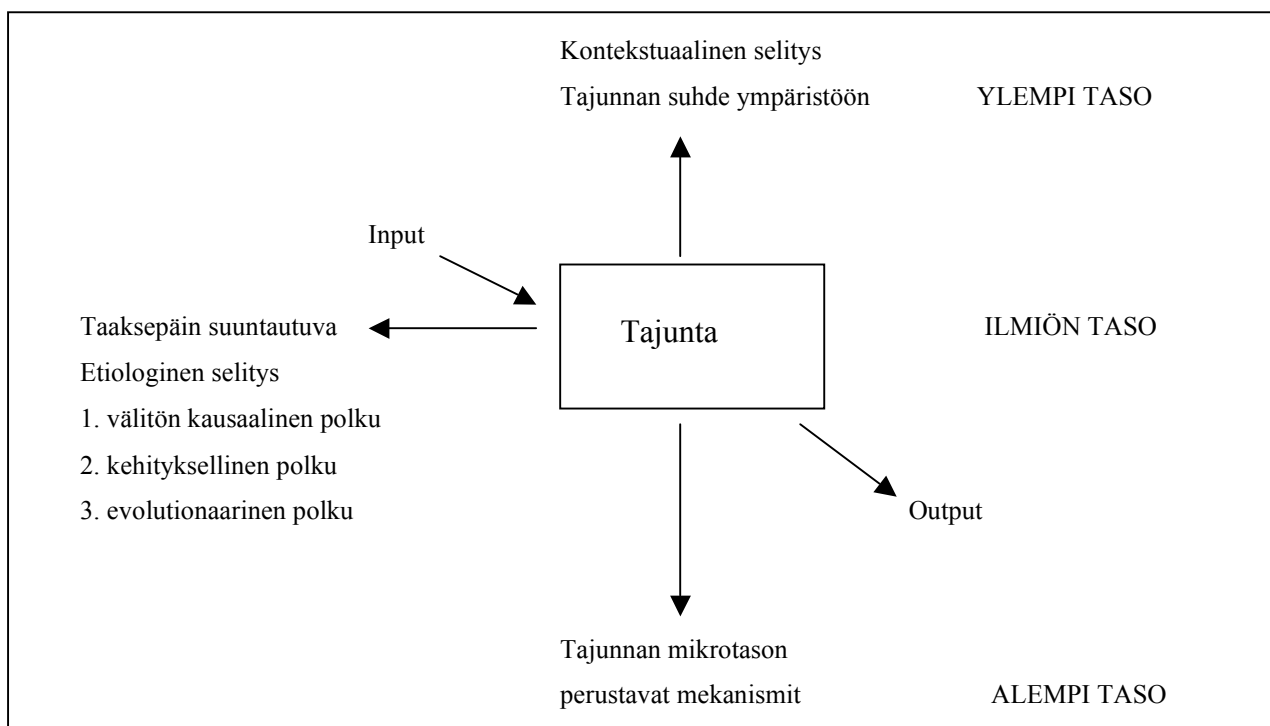 Kontekstuaalinen selitys
Tajunnan suhde ympäristöön YLEMPI TASO
Input
Taaksepäin suuntautuva
Tajunta
ILMIÖN TASO
Etiologinen selitys
1. välitön kausaalinen polku
2. kehityksellinen polku
3. evolutionaarinen polku
Output
Tajunnan mikrotason
perustavat mekanismit ALEMPI TASO